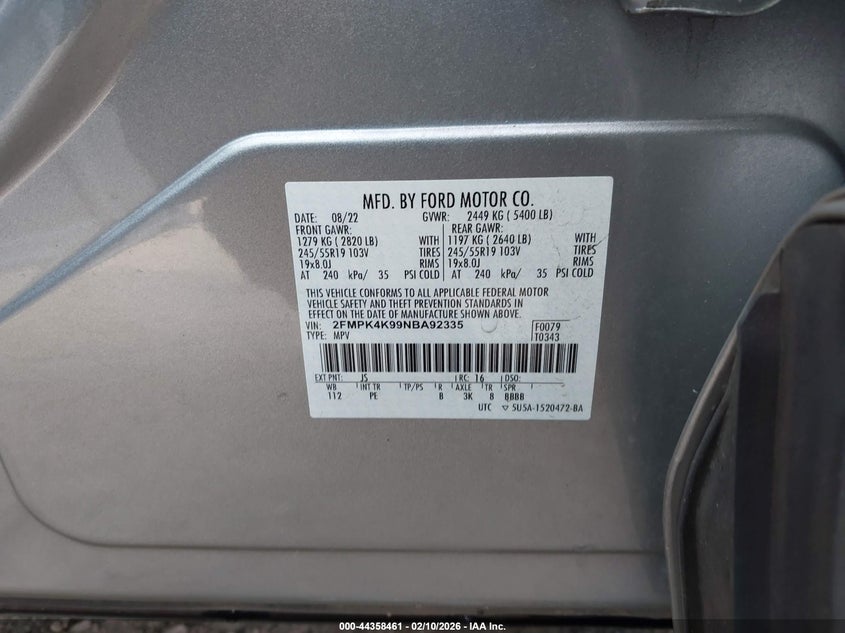 MFD. BY FORD MOTOR CO.
DATE: 08/22 GVWR: 2449 KG ( 5400 LB)
FRONT GAWR: REAR GAWR:
1279 KG ( 2820 LB) WITH 1197 KG ( 2640 LB) WITH
245/55R19 103V TIRES 245/55R19 103V TIRES
19x8.0J RIMS 19x8.0J RIMS
AT 240 kPa/ 35 PSI COLD AT 240 kPa/ 35 PSI COLD
THIS VEHICLE CONFORMS TO ALL APPLICABLE FEDERAL MOTOR
VEHICLE SAFETY AND THEFT PREVENTION STANDARDS IN
EFFECT ON THE DATE OF MANUFACTURE SHOWN ABOVE.
VIN: 2FMPK4K99NBA92335 F0079
TYPE: MPV T0343
EXT PNT: JS RC: 16 DSO:
WB INT TR TP/PS R AXLE TR SPR
112 PE B 3K 8 BBBB
UTC ▽ 5U5A-1520472-BA
000-44358461 - 02/10/2026 - IAA Inc.